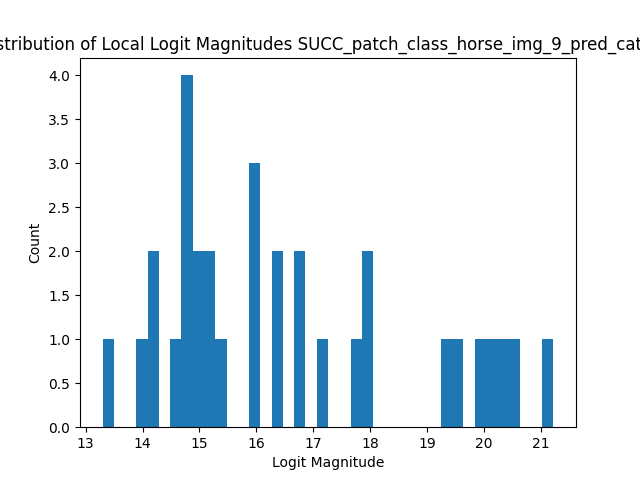 stribution of Local Logit Magnitudes SUCC_patch_class_horse_img_9_pred_cat
4.0
3.5
3.0
2.5
2.0
1.5
1.0
0.5
0.0
Count
13 14 15 16 17 18 19 20 21
Logit Magnitude